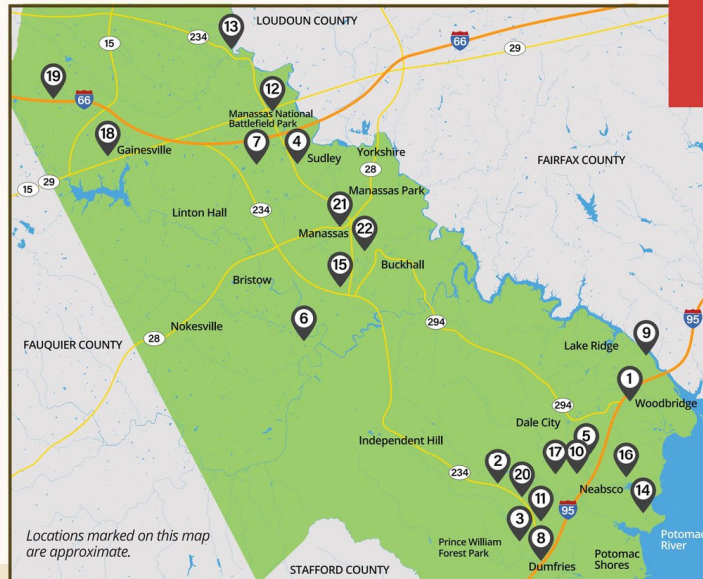 13
LOUDOUN COUNTY
15
234
66
29
19
66
12
Manassas National
Battlefield Park
18
Gainesville
7
4
Sudley
Yorkshire
28
FAIRFAX COUNTY
15
29
Linton Hall
234
21
Manassas Park
Manassas
22
15
Buckhall
Bristow
6
Nokesville
28
FAUQUIER COUNTY
294
95
9
Lake Ridge
1
Woodbridge
294
Dale City
5
Independent Hill
2
234
20
17
10
16
Neabsco
14
11
95
3
8
Prince William
Forest Park
Dumfries
Potomac
Shores
Potomac
River
Locations marked on this map
are approximate.
STAFFORD COUNTY